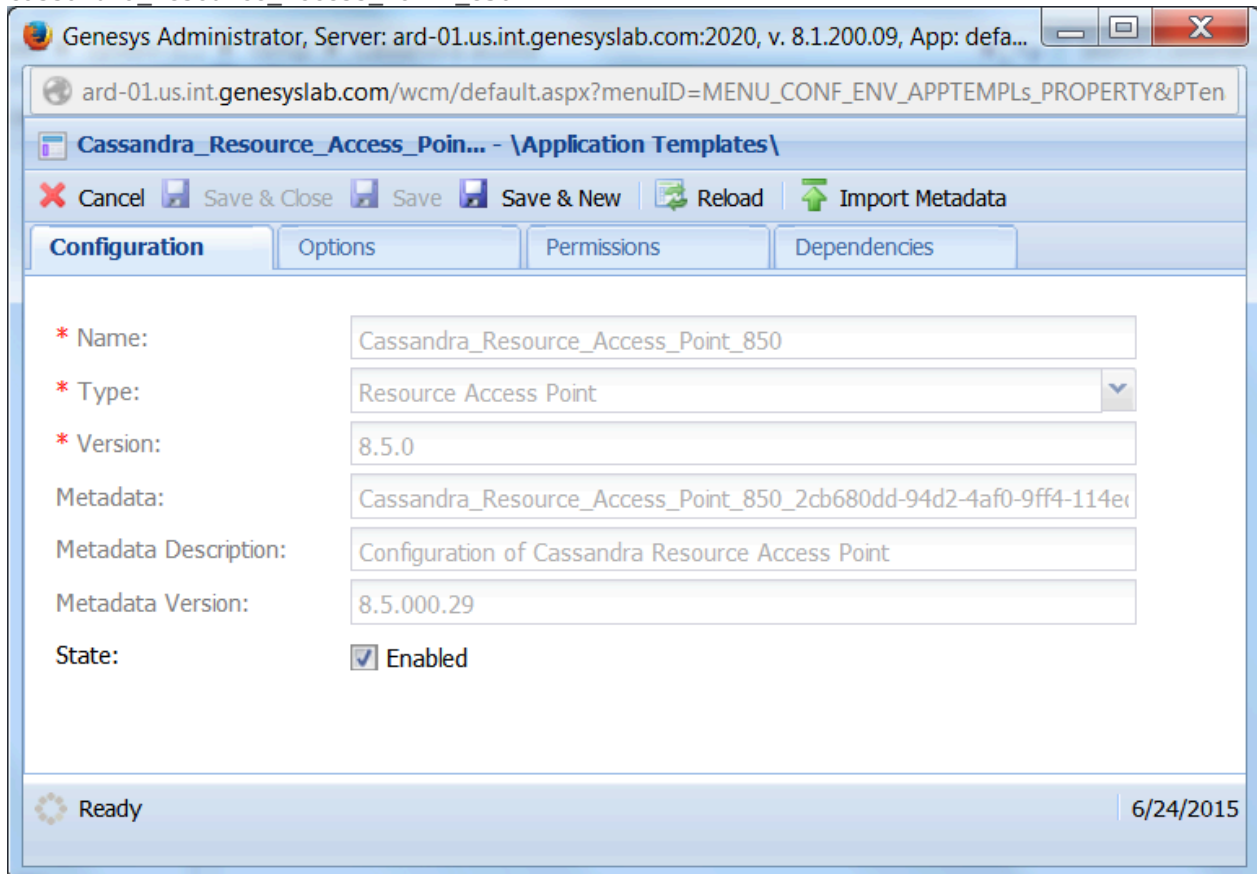 Genesys Administrator, Server: ard-01.us.int.genesyslab.com:2020, v. 8.1.200.09, App: defa...
ard-01.us.int.genesyslab.com/wcm/default.aspx?menuID=MENU_CONF_ENV_APPTEMPLs_PROPERTY&PTen
Cassandra_Resource_Access_Poin... - \Application Templates\
Cancel Save & Close Save Save & New Reload Import Metadata
Configuration Options Permissions Dependencies
* Name: Cassandra_Resource_Access_Point_850
* Type: Resource Access Point
* Version: 8.5.0
Metadata: Cassandra_Resource_Access_Point_850_2cb680dd-94d2-4af0-9ff4-114ec
Metadata Description: Configuration of Cassandra Resource Access Point
Metadata Version: 8.5.000.29
State: Enabled
Ready 6/24/2015